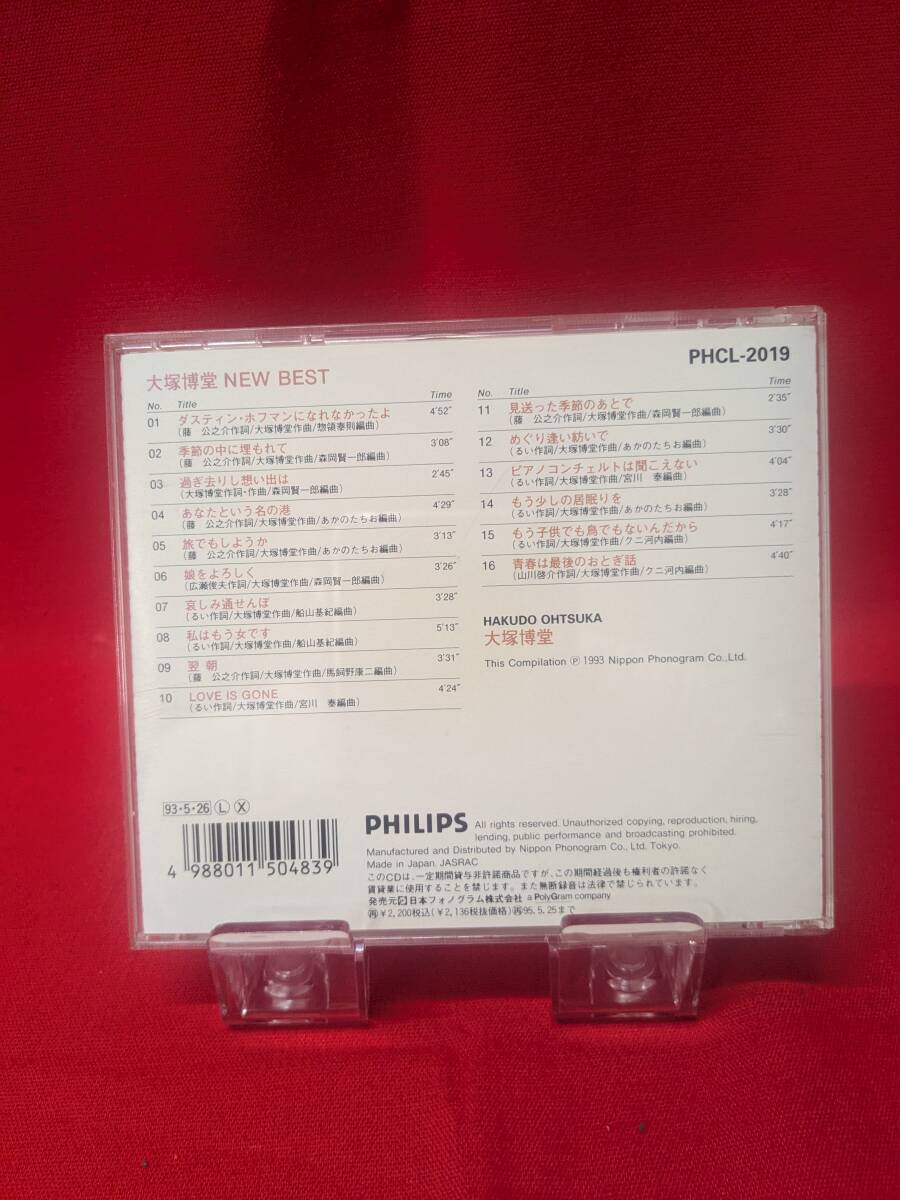 大塚博堂 NEW BEST
PHCL-2019
No. Title Time
01 ダスティン・ホフマンになれなかったよ 4'52"
(藤　公之介作詞/大塚博堂作曲/惣領泰則編曲)
02 季節の中に埋もれて 3'08"
(藤　公之介作詞/大塚博堂作曲/森岡賢一郎編曲)
03 過ぎ去りし想い出は 2'45"
(大塚博堂作詞・作曲/森岡賢一郎編曲)
04 あなたという名の港 4'29"
(藤　公之介作詞/大塚博堂作曲/あかのたちお編曲)
05 旅でもしようか 3'13"
(藤　公之介作詞/大塚博堂作曲/あかのたちお編曲)
06 娘をよろしく 3'26"
(広瀬俊夫作詞/大塚博堂作曲/森岡賢一郎編曲)
07 哀しみ通せんぼ 3'28"
(るい作詞/大塚博堂作曲/船山基紀編曲)
08 私はもう女です 5'13"
(るい作詞/大塚博堂作曲/船山基紀編曲)
09 翌 朝 3'31"
(藤　公之介作詞/大塚博堂作曲/馬飼野康二編曲)
10 LOVE IS GONE 4'24"
(るい作詞/大塚博堂作曲/宮川　泰編曲)
No. Title Time
11 見送った季節のあとで 2'35"
(藤　公之介作詞/大塚博堂作曲/森岡賢一郎編曲)
12 めぐり逢い紡いで 3'30"
(るい作詞/大塚博堂作曲/あかのたちお編曲)
13 ピアノコンチェルトは聞こえない 4'04"
(るい作詞/大塚博堂作曲/宮川　泰編曲)
14 もう少しの居眠りを 3'28"
(るい作詞/大塚博堂作曲/あかのたちお編曲)
15 もう子供でも鳥でもないんだから 4'17"
(るい作詞/大塚博堂作曲/クニ河内編曲)
16 青春は最後のおとぎ話 4'40"
(山川啓介作詞/大塚博堂作曲/クニ河内編曲)
HAKUDO OHTSUKA
大塚博堂
This Compilation Ⓟ 1993 Nippon Phonogram Co.,Ltd.
93・5・26 Ⓛ Ⓧ
4 988011 504839
PHILIPS
All rights reserved. Unauthorized copying, reproduction, hiring,
lending, public performance and broadcasting prohibited.
Manufactured and Distributed by Nippon Phonogram Co., Ltd. Tokyo.
Made in Japan. JASRAC
このCDは、一定期間貸与非許諾商品ですが、この期間経過後も権利者の許諾なく
賃貸業に使用することを禁じます。また無断録音は法律で禁じられています。
発売元 日本フォノグラム株式会社 a PolyGram company
㊢¥2,200税込(¥2,136税抜価格)㊢95.5.25まで